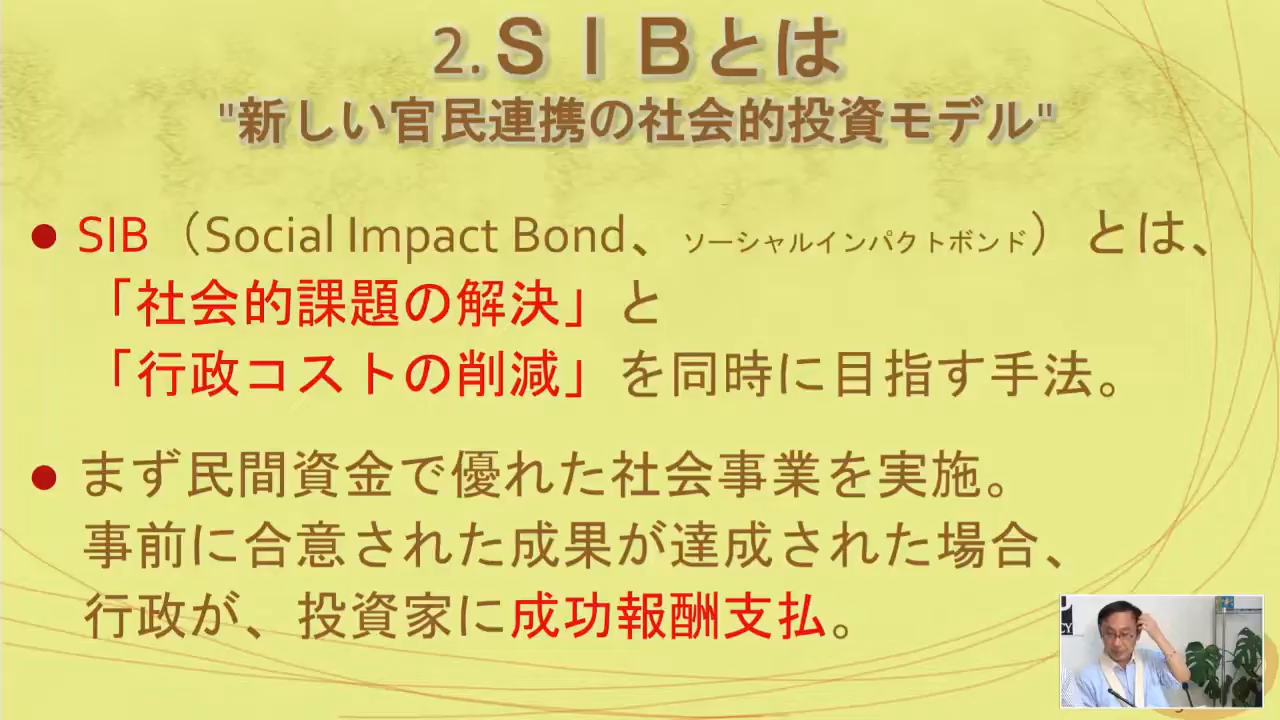 2.ＳＩＢとは
"新しい官民連携の社会的投資モデル"
● SIB（Social Impact Bond、ソーシャルインパクトボンド）とは、
「社会的課題の解決」と
「行政コストの削減」を同時に目指す手法。
● まず民間資金で優れた社会事業を実施。
事前に合意された成果が達成された場合、
行政が、投資家に成功報酬支払。
CY